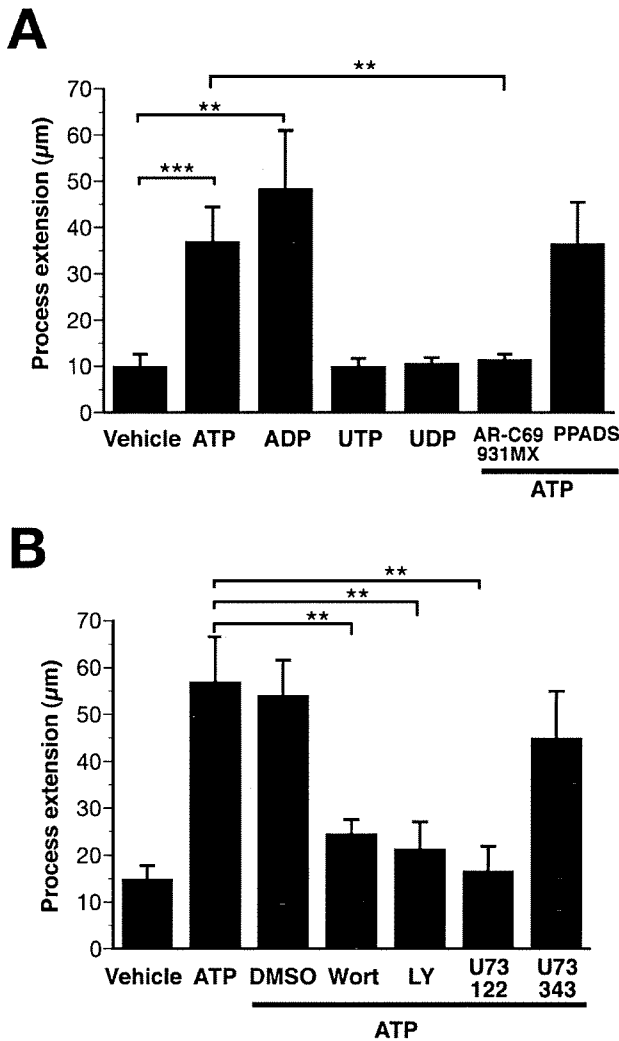 A
**
70
60
50
40
30
20
10
0
Process extension (µm)
**
***
Vehicle ATP ADP UTP UDP AR-C69 931MX PPADS
ATP
B
**
**
**
70
60
50
40
30
20
10
0
Process extension (µm)
Vehicle ATP DMSO Wort LY U73 122 U73 343
ATP